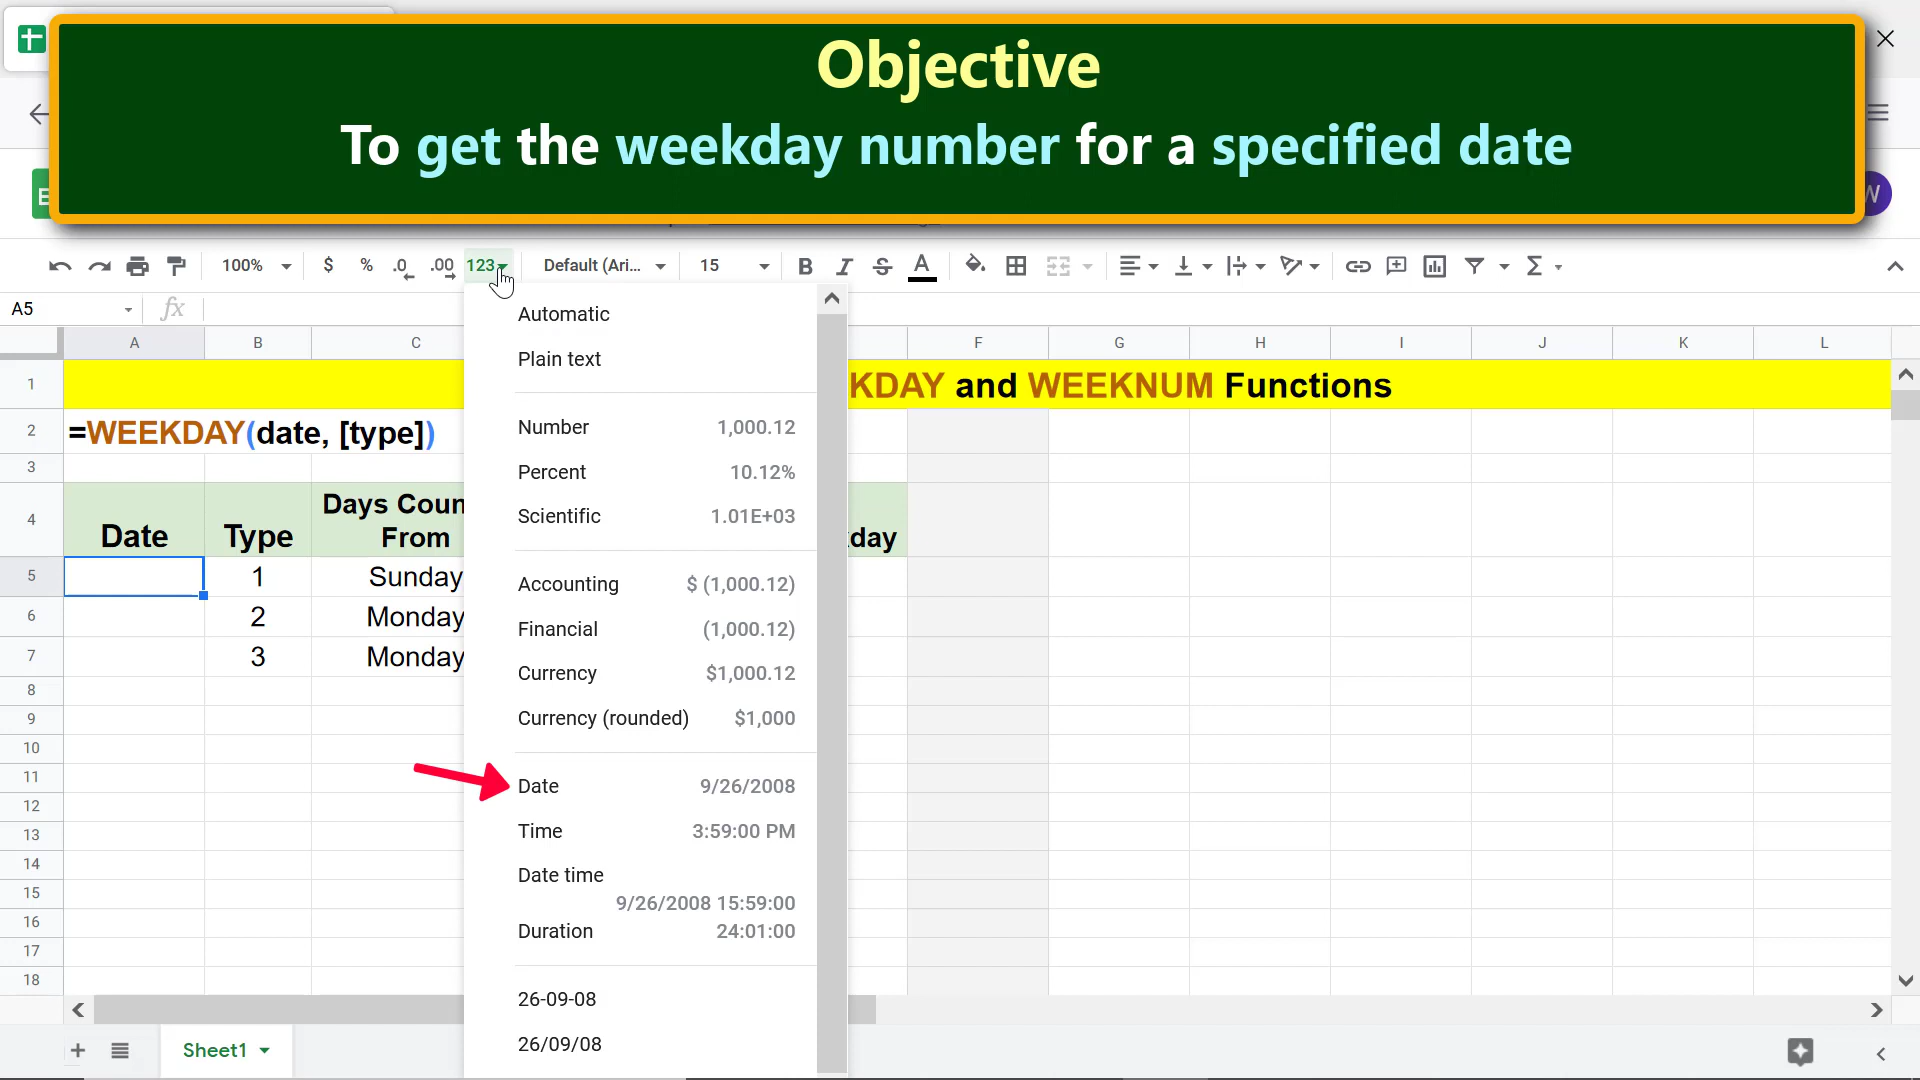 Objective
To get the weekday number for a specified date
W
100%
$ % .0 .00 123
Default (Ari...
15
B I S A
A5
fx
A B C F G H I J K L
1
KDAY and WEEKNUM Functions
2
=WEEKDAY(date, [type])
3
4
Date
Type
Days Coun
From
day
5
1
Sunday
6
2
Monday
7
3
Monday
8
9
10
11
12
13
14
15
16
17
18
Automatic
Plain text
Number 1,000.12
Percent 10.12%
Scientific 1.01E+03
Accounting $ (1,000.12)
Financial (1,000.12)
Currency $1,000.12
Currency (rounded) $1,000
Date 9/26/2008
Time 3:59:00 PM
Date time
9/26/2008 15:59:00
Duration 24:01:00
26-09-08
26/09/08
Sheet1